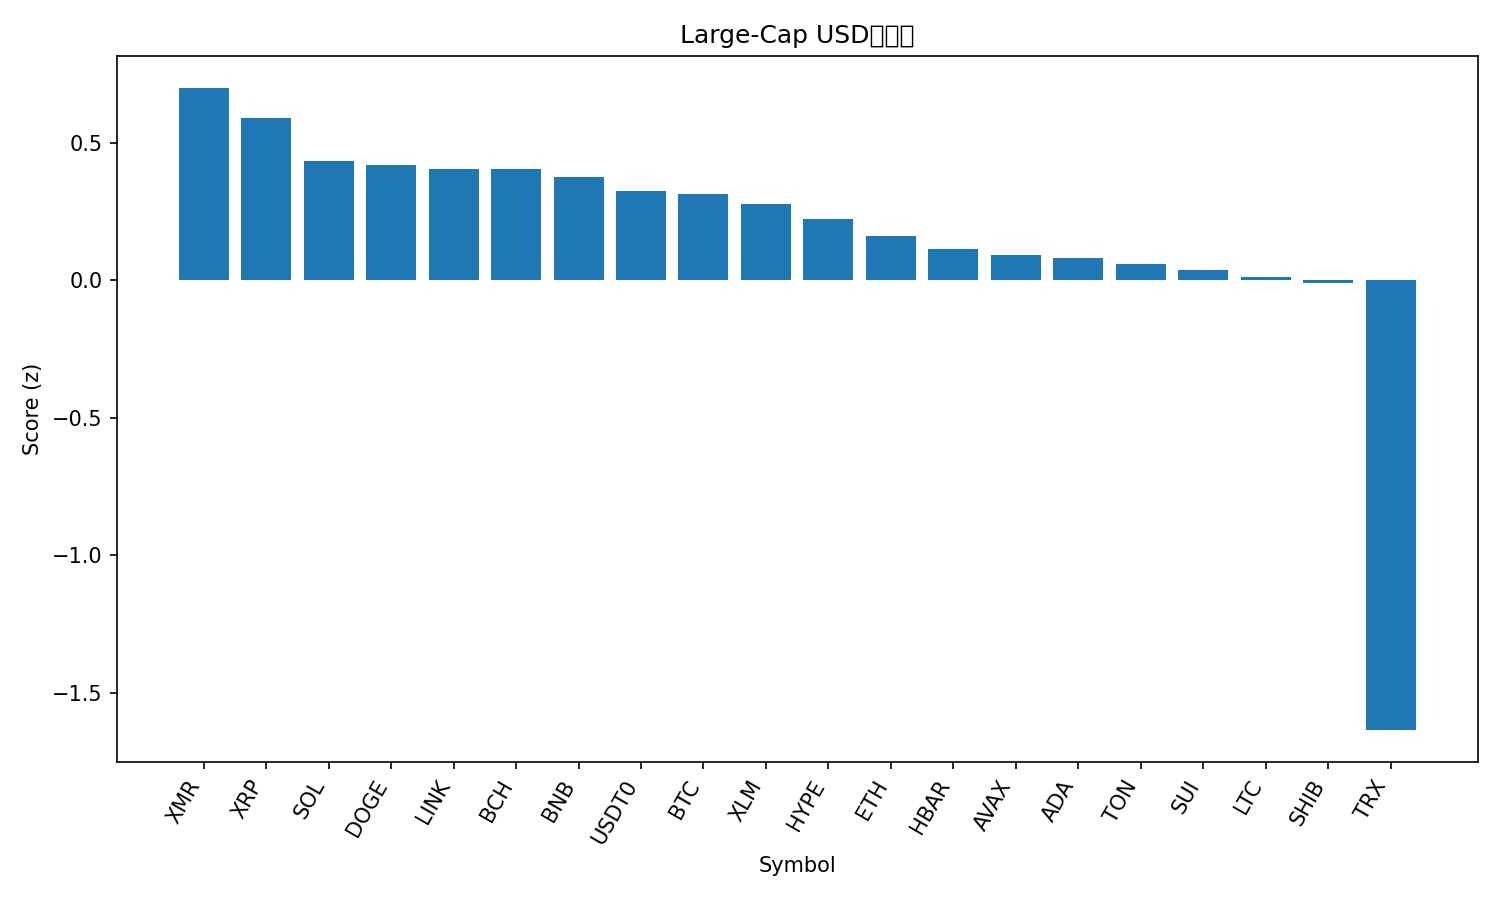 Large-Cap USD
Score (z)
0.5
0.0
−0.5
−1.0
−1.5
XMR
XRP
SOL
DOGE
LINK
BCH
BNB
USDT0
BTC
XLM
HYPE
ETH
HBAR
AVAX
ADA
TON
SUI
LTC
SHIB
TRX
Symbol